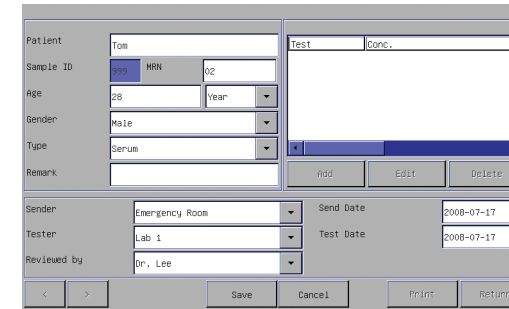 Patient Tom
Test Conc.
Sample ID 999 MRN 02
Age 28 Year
Gender Male
Type Serum
Remark
Add Edit Delete
Sender Emergency Room Send Date 2008-07-17
Tester Lab 1 Test Date 2008-07-17
Reviewed by Dr. Lee
< > Save Cancel Print Return